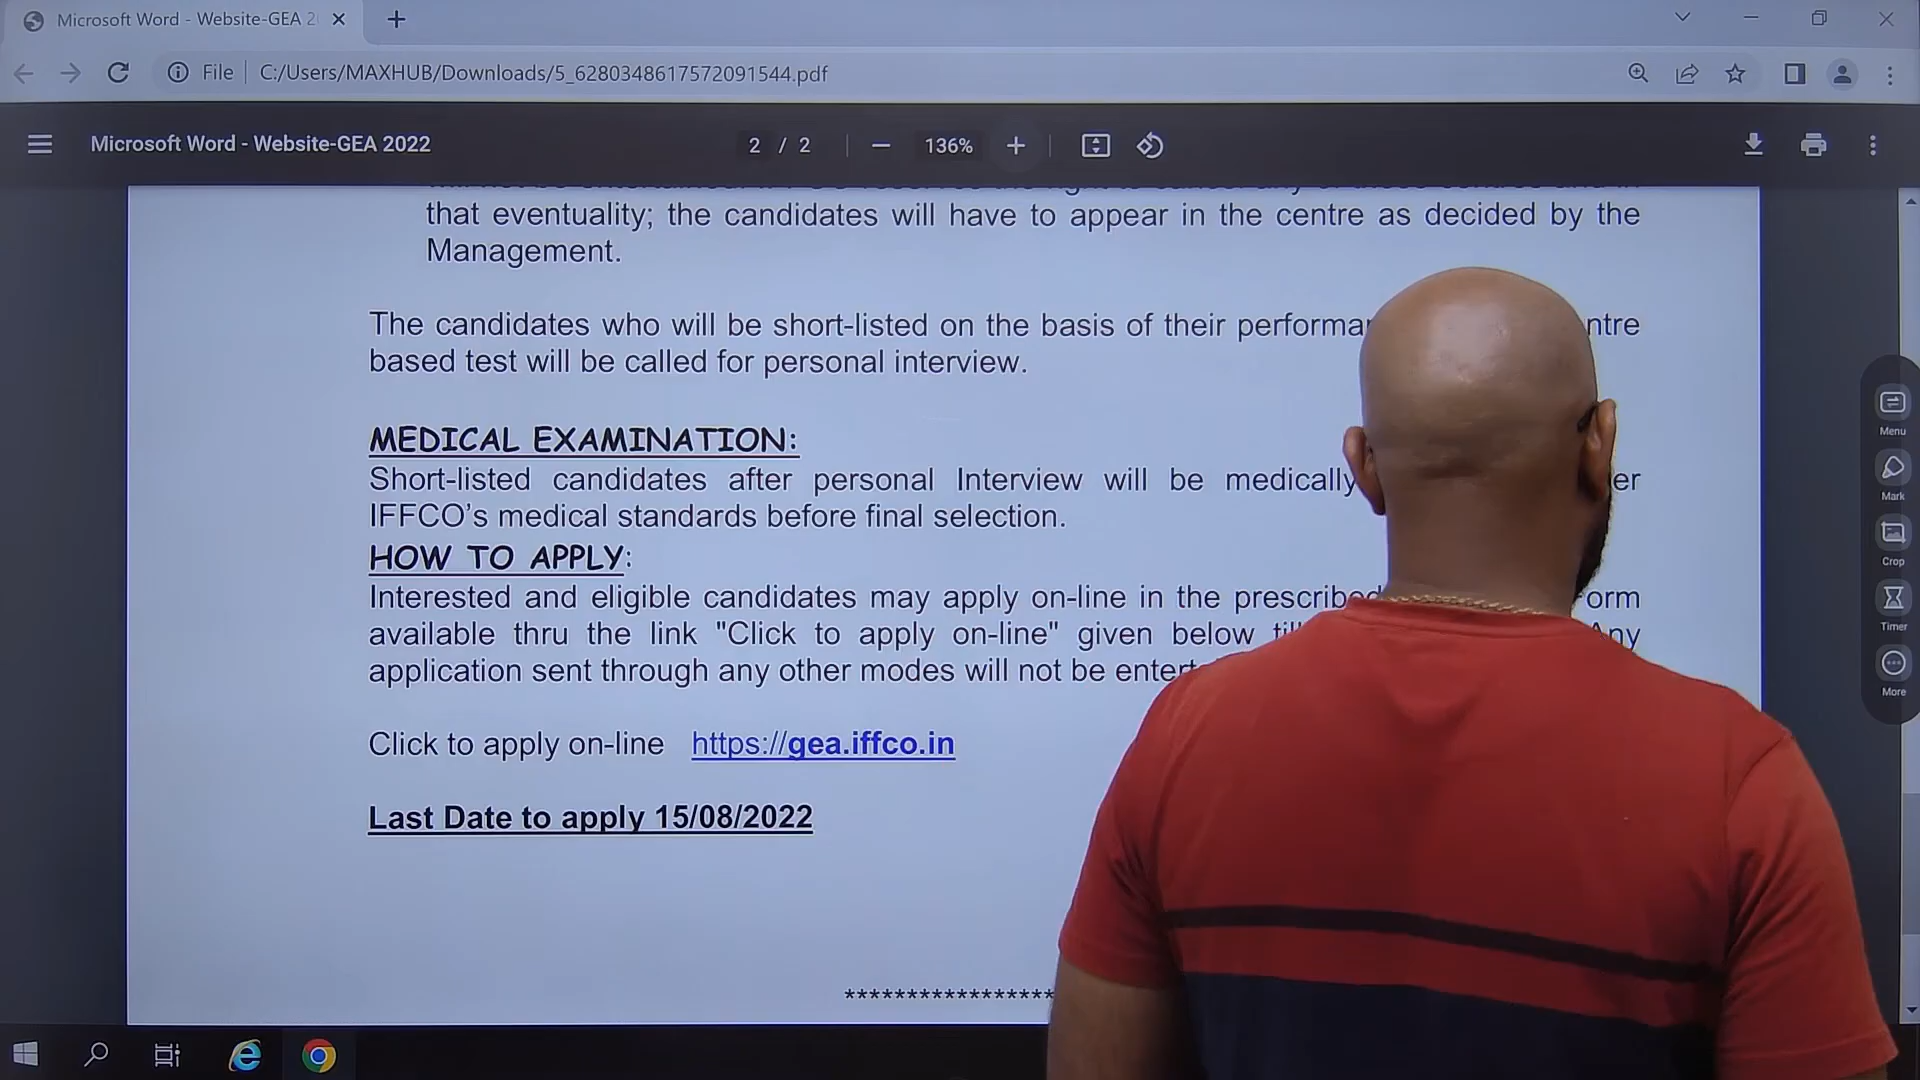 Microsoft Word - Website-GEA 2
File
C:/Users/MAXHUB/Downloads/5_6280348617572091544.pdf
Microsoft Word - Website-GEA 2022
2 / 2
136%
that eventuality; the candidates will have to appear in the centre as decided by the
Management.
The candidates who will be short-listed on the basis of their
based test will be called for personal interview.
MEDICAL EXAMINATION:
Short-listed candidates after personal Interview will be medically
IFFCO's medical standards before final selection.
HOW TO APPLY:
Interested and eligible candidates may apply on-line in the
available thru the link "Click to apply on-line" given below Any
application sent through any other modes will not be
Click to apply on-line https://gea.iffco.in
Last Date to apply 15/08/2022
*****************
Menu
Mark
Crop
Timer
More